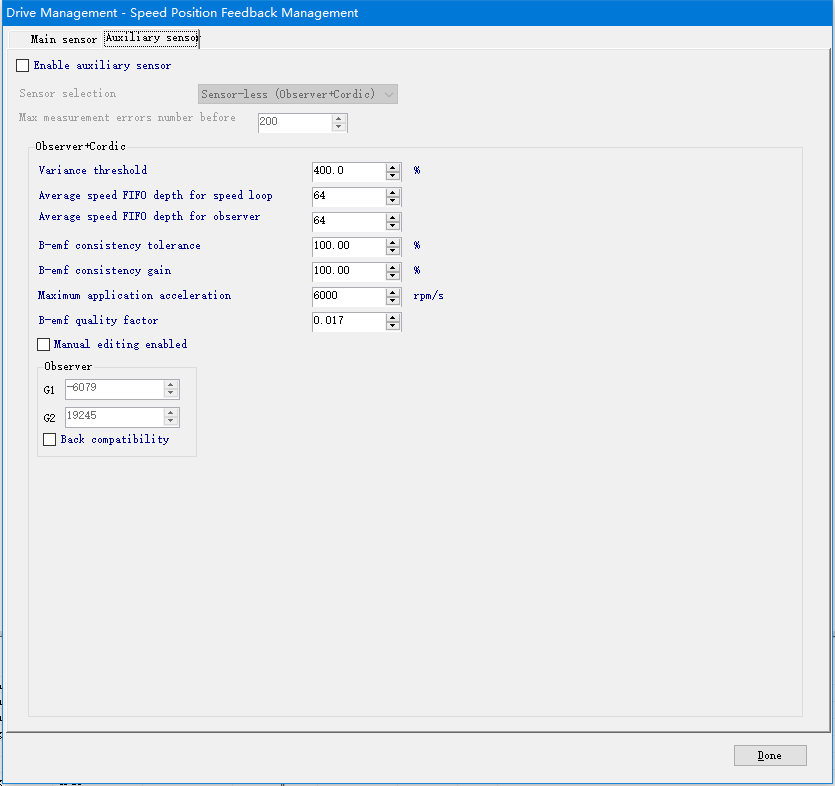 Drive Management - Speed Position Feedback Management
Main sensor Auxiliary sensor
Enable auxiliary sensor
Sensor selection Sensor-less (Observer+Cordic)
Max measurement errors number before 200
Observer+Cordic
Variance threshold 400.0 %
Average speed FIFO depth for speed loop 64
Average speed FIFO depth for observer 64
B-emf consistency tolerance 100.00 %
B-emf consistency gain 100.00 %
Maximum application acceleration 6000 rpm/s
B-emf quality factor 0.017
Manual editing enabled
Observer
G1 -6079
G2 19245
Back compatibility
Done